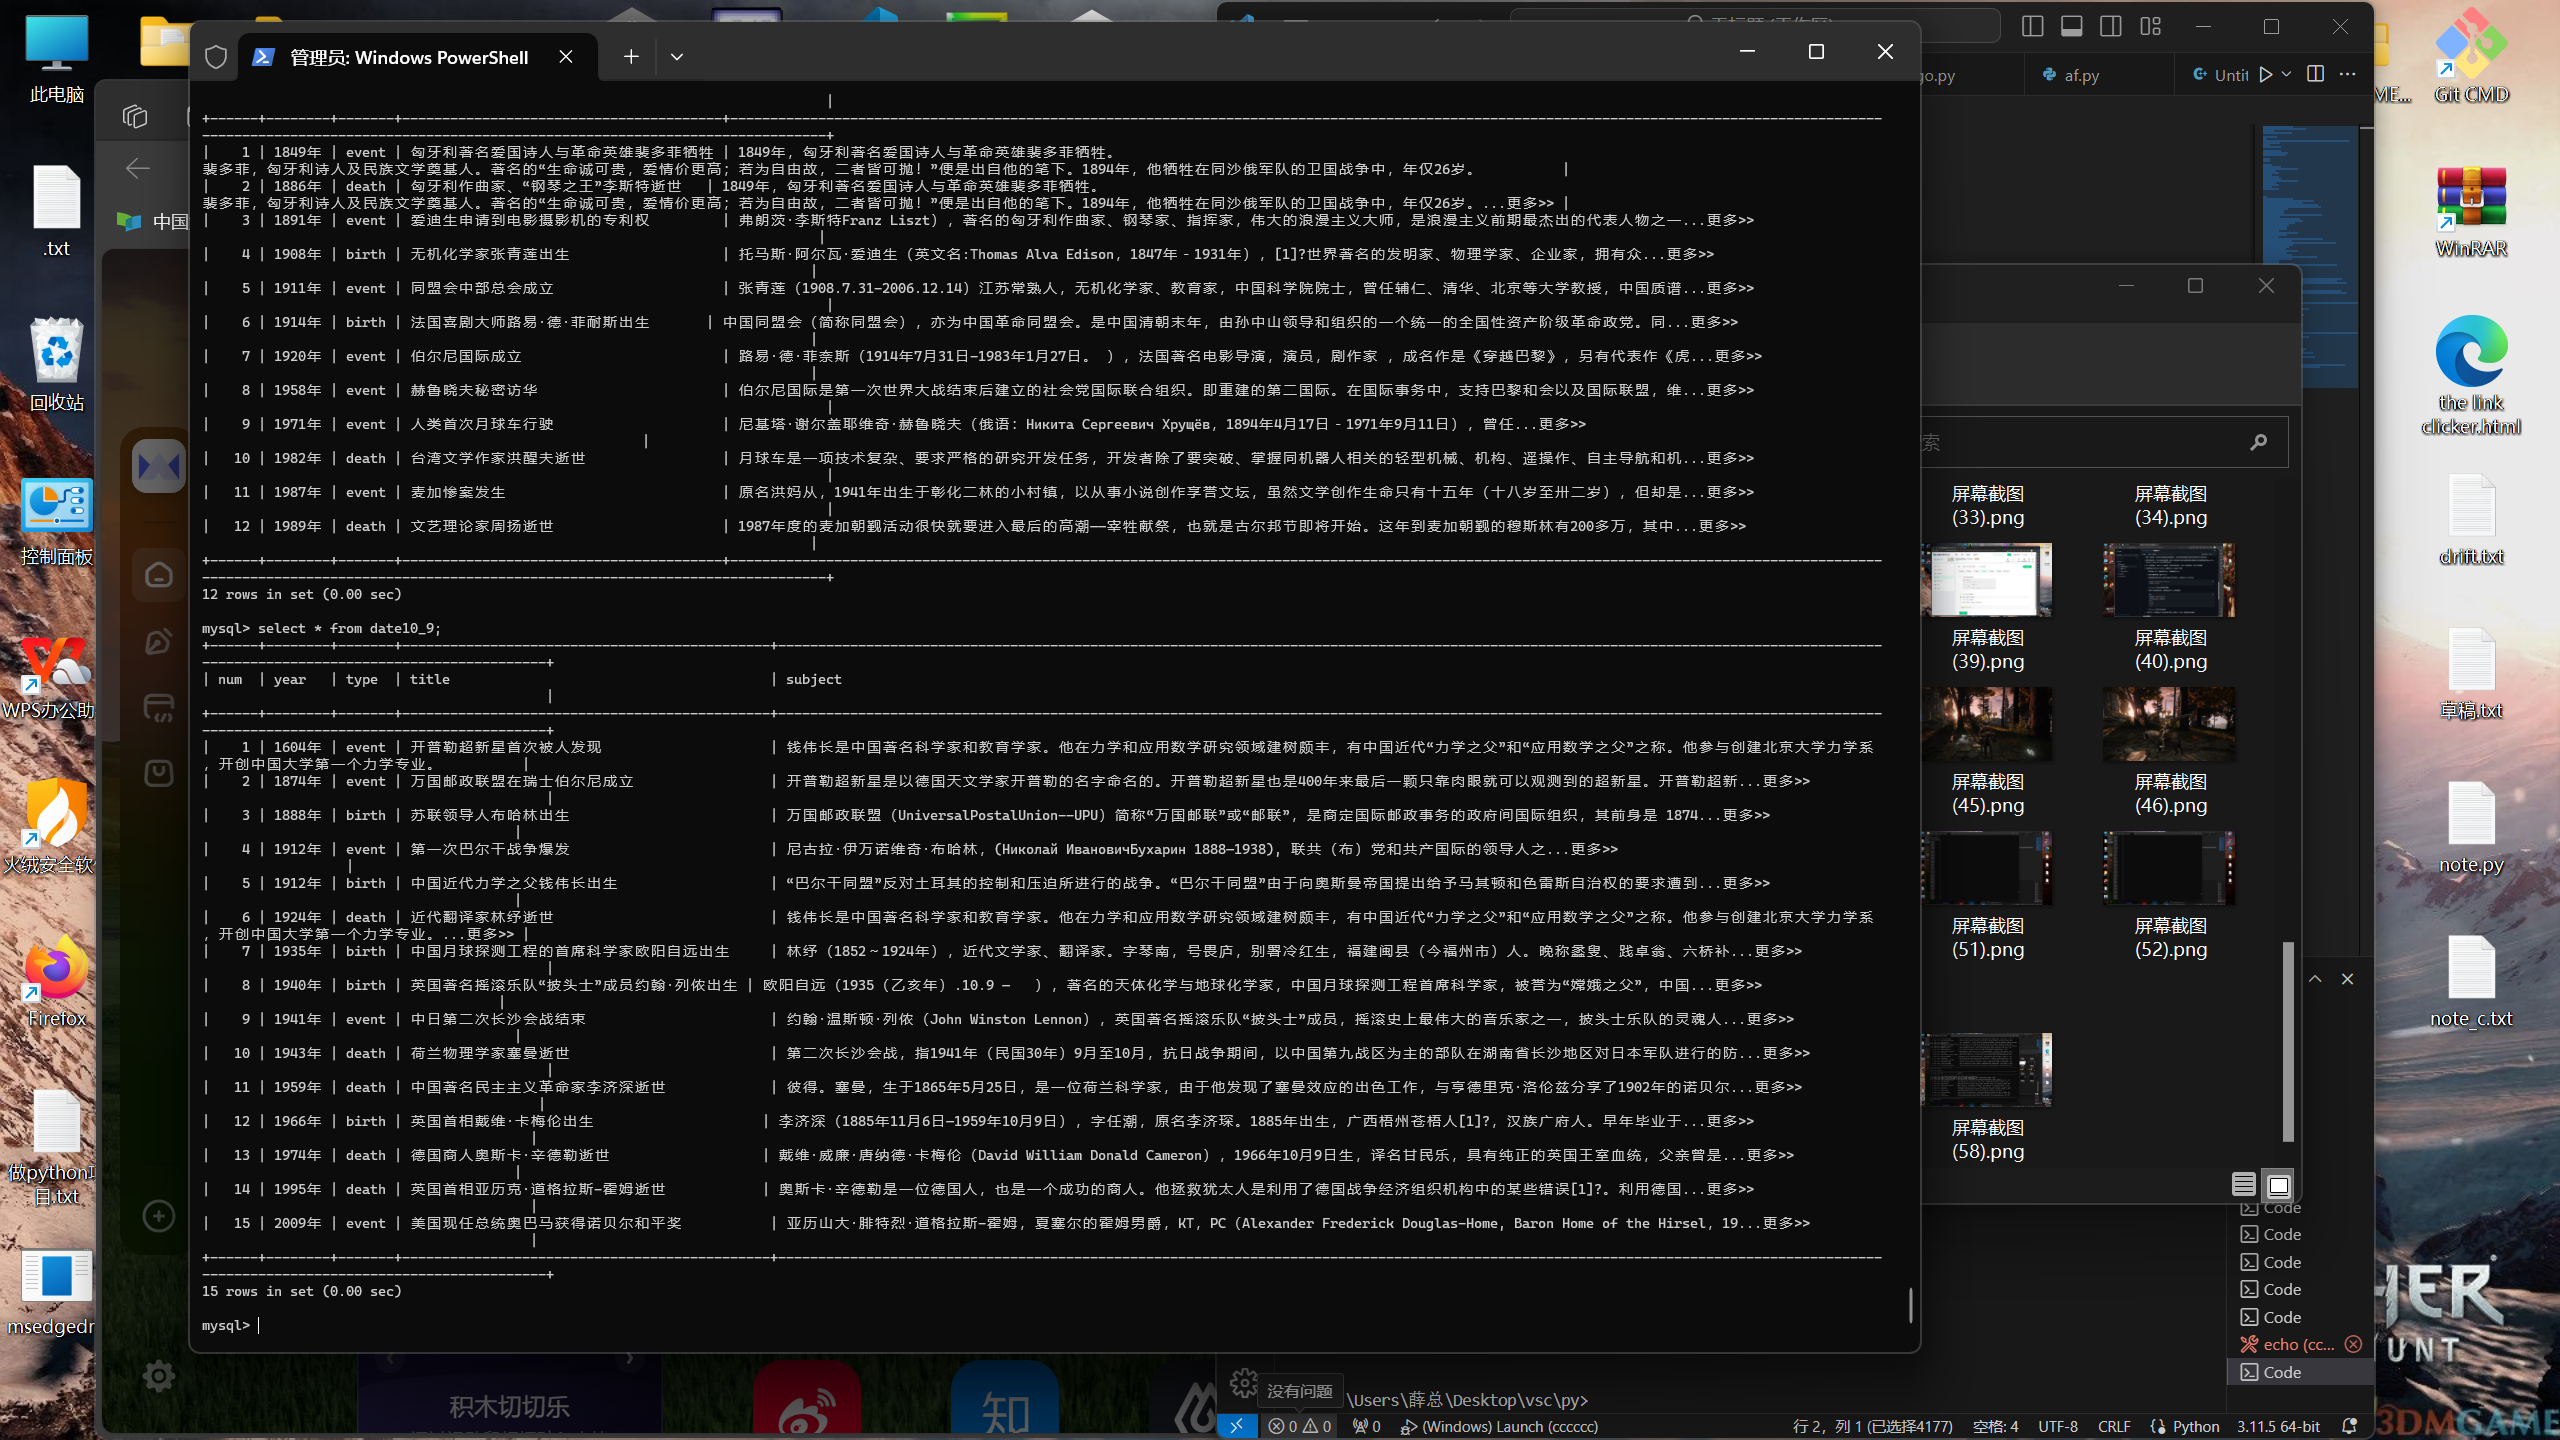 管理员: Windows PowerShell
| 1 | 1849年 | event | 匈牙利著名爱国诗人与革命英雄裴多菲牺牲 | 1849年，匈牙利著名爱国诗人与革命英雄裴多菲牺牲。
裴多菲，匈牙利诗人及民族文学奠基人。著名的“生命诚可贵，爱情价更高；若为自由故，二者皆可抛！”便是出自他的笔下。1894年，他牺牲在同沙俄军队的卫国战争中，年仅26岁。 |
| 2 | 1886年 | death | 匈牙利作曲家、“钢琴之王”李斯特逝世 | 1849年，匈牙利著名爱国诗人与革命英雄裴多菲牺牲。
裴多菲，匈牙利诗人及民族文学奠基人。著名的“生命诚可贵，爱情价更高；若为自由故，二者皆可抛！”便是出自他的笔下。1894年，他牺牲在同沙俄军队的卫国战争中，年仅26岁。...更多>> |
| 3 | 1891年 | event | 爱迪生申请到电影摄影机的专利权 | 弗朗茨·李斯特Franz Liszt），著名的匈牙利作曲家、钢琴家、指挥家，伟大的浪漫主义大师，是浪漫主义前期最杰出的代表人物之一...更多>>
| 4 | 1908年 | birth | 无机化学家张青莲出生 | 托马斯·阿尔瓦·爱迪生（英文名:Thomas Alva Edison，1847年－1931年），[1]?世界著名的发明家、物理学家、企业家，拥有众...更多>>
| 5 | 1911年 | event | 同盟会中部总会成立 | 张青莲（1908.7.31-2006.12.14）江苏常熟人，无机化学家、教育家，中国科学院院士，曾任辅仁、清华、北京等大学教授，中国质谱...更多>>
| 6 | 1914年 | birth | 法国喜剧大师路易·德·菲耐斯出生 | 中国同盟会（简称同盟会），亦为中国革命同盟会。是中国清朝末年，由孙中山领导和组织的一个统一的全国性资产阶级革命政党。同...更多>>
| 7 | 1920年 | event | 伯尔尼国际成立 | 路易·德·菲奈斯（1914年7月31日-1983年1月27日。 ），法国著名电影导演，演员，剧作家 ，成名作是《穿越巴黎》，另有代表作《虎...更多>>
| 8 | 1958年 | event | 赫鲁晓夫秘密访华 | 伯尔尼国际是第一次世界大战结束后建立的社会党国际联合组织。即重建的第二国际。在国际事务中，支持巴黎和会以及国际联盟，维...更多>>
| 9 | 1971年 | event | 人类首次月球车行驶 | 尼基塔·谢尔盖耶维奇·赫鲁晓夫（俄语：Никита Сергеевич Хрущёв，1894年4月17日－1971年9月11日），曾任...更多>>
| 10 | 1982年 | death | 台湾文学作家洪醒夫逝世 | 月球车是一项技术复杂、要求严格的研究开发任务，开发者除了要突破、掌握同机器人相关的轻型机械、机构、遥操作、自主导航和机...更多>>
| 11 | 1987年 | event | 麦加惨案发生 | 原名洪妈从，1941年出生于彰化二林的小村镇，以从事小说创作享誉文坛，虽然文学创作生命只有十五年（十八岁至卅二岁），但却是...更多>>
| 12 | 1989年 | death | 文艺理论家周扬逝世 | 1987年度的麦加朝觐活动很快就要进入最后的高潮——宰牲献祭，也就是古尔邦节即将开始。这年到麦加朝觐的穆斯林有200多万，其中...更多>>
12 rows in set (0.00 sec)
mysql> select * from date10_9;
| num | year | type | title | subject
| 1 | 1604年 | event | 开普勒超新星首次被人发现 | 钱伟长是中国著名科学家和教育学家。他在力学和应用数学研究领域建树颇丰，有中国近代“力学之父”和“应用数学之父”之称。他参与创建北京大学力学系
，开创中国大学第一个力学专业。 |
| 2 | 1874年 | event | 万国邮政联盟在瑞士伯尔尼成立 | 开普勒超新星是以德国天文学家开普勒的名字命名的。开普勒超新星也是400年来最后一颗只靠肉眼就可以观测到的超新星。开普勒超新...更多>>
| 3 | 1888年 | birth | 苏联领导人布哈林出生 | 万国邮政联盟（UniversalPostalUnion--UPU）简称“万国邮联”或“邮联”，是商定国际邮政事务的政府间国际组织，其前身是 1874...更多>>
| 4 | 1912年 | event | 第一次巴尔干战争爆发 | 尼古拉·伊万诺维奇·布哈林，(Николай ИвановичБухарин 1888—1938)，联共（布）党和共产国际的领导人之...更多>>
| 5 | 1912年 | birth | 中国近代力学之父钱伟长出生 | “巴尔干同盟”反对土耳其的控制和压迫所进行的战争。“巴尔干同盟”由于向奥斯曼帝国提出给予马其顿和色雷斯自治权的要求遭到...更多>>
| 6 | 1924年 | death | 近代翻译家林纾逝世 | 钱伟长是中国著名科学家和教育学家。他在力学和应用数学研究领域建树颇丰，有中国近代“力学之父”和“应用数学之父”之称。他参与创建北京大学力学系
，开创中国大学第一个力学专业。...更多>> |
| 7 | 1935年 | birth | 中国月球探测工程的首席科学家欧阳自远出生 | 林纾（1852～1924年），近代文学家、翻译家。字琴南，号畏庐，别署冷红生，福建闽县（今福州市）人。晚称蠡叟、践卓翁、六桥补...更多>>
| 8 | 1940年 | birth | 英国著名摇滚乐队“披头士”成员约翰·列侬出生 | 欧阳自远（1935（乙亥年）.10.9 — ），著名的天体化学与地球化学家，中国月球探测工程首席科学家，被誉为“嫦娥之父”，中国...更多>>
| 9 | 1941年 | event | 中日第二次长沙会战结束 | 约翰·温斯顿·列侬（John Winston Lennon），英国著名摇滚乐队“披头士”成员，摇滚史上最伟大的音乐家之一，披头士乐队的灵魂人...更多>>
| 10 | 1943年 | death | 荷兰物理学家塞曼逝世 | 第二次长沙会战，指1941年（民国30年）9月至10月，抗日战争期间，以中国第九战区为主的部队在湖南省长沙地区对日本军队进行的防...更多>>
| 11 | 1959年 | death | 中国著名民主主义革命家李济深逝世 | 彼得。塞曼，生于1865年5月25日，是一位荷兰科学家，由于他发现了塞曼效应的出色工作，与亨德里克·洛伦兹分享了1902年的诺贝尔...更多>>
| 12 | 1966年 | birth | 英国首相戴维·卡梅伦出生 | 李济深（1885年11月6日—1959年10月9日），字任潮，原名李济琛。1885年出生，广西梧州苍梧人[1]?，汉族广府人。早年毕业于...更多>>
| 13 | 1974年 | death | 德国商人奥斯卡·辛德勒逝世 | 戴维·威廉·唐纳德·卡梅伦（David William Donald Cameron），1966年10月9日生，译名甘民乐，具有纯正的英国王室血统，父亲曾是...更多>>
| 14 | 1995年 | death | 英国首相亚历克·道格拉斯-霍姆逝世 | 奥斯卡·辛德勒是一位德国人，也是一个成功的商人。他拯救犹太人是利用了德国战争经济组织机构中的某些错误[1]?。利用德国...更多>>
| 15 | 2009年 | event | 美国现任总统奥巴马获得诺贝尔和平奖 | 亚历山大·腓特烈·道格拉斯-霍姆，夏塞尔的霍姆男爵，KT，PC（Alexander Frederick Douglas-Home, Baron Home of the Hirsel，19...更多>>
15 rows in set (0.00 sec)
mysql>
此电脑
.txt
回收站
控制面板
WPS办公助
火绒安全软
Firefox
做python项
目.txt
msedgedr
中国
go.py
af.py
Untit
索
屏幕截图
(33).png
屏幕截图
(34).png
屏幕截图
(39).png
屏幕截图
(40).png
屏幕截图
(45).png
屏幕截图
(46).png
屏幕截图
(51).png
屏幕截图
(52).png
屏幕截图
(58).png
ME...
Git CMD
WinRAR
the link
clicker.html
drift.txt
草稿.txt
note.py
note_c.txt
Code
Code
Code
Code
Code
echo (cc...
Code
积木切切乐
知
没有问题
\Users\薛总\Desktop\vsc\py>
0 0 0 (Windows) Launch (cccccc)
行 2，列 1 (已选择4177) 空格: 4 UTF-8 CRLF Python 3.11.5 64-bit
3DMGAME